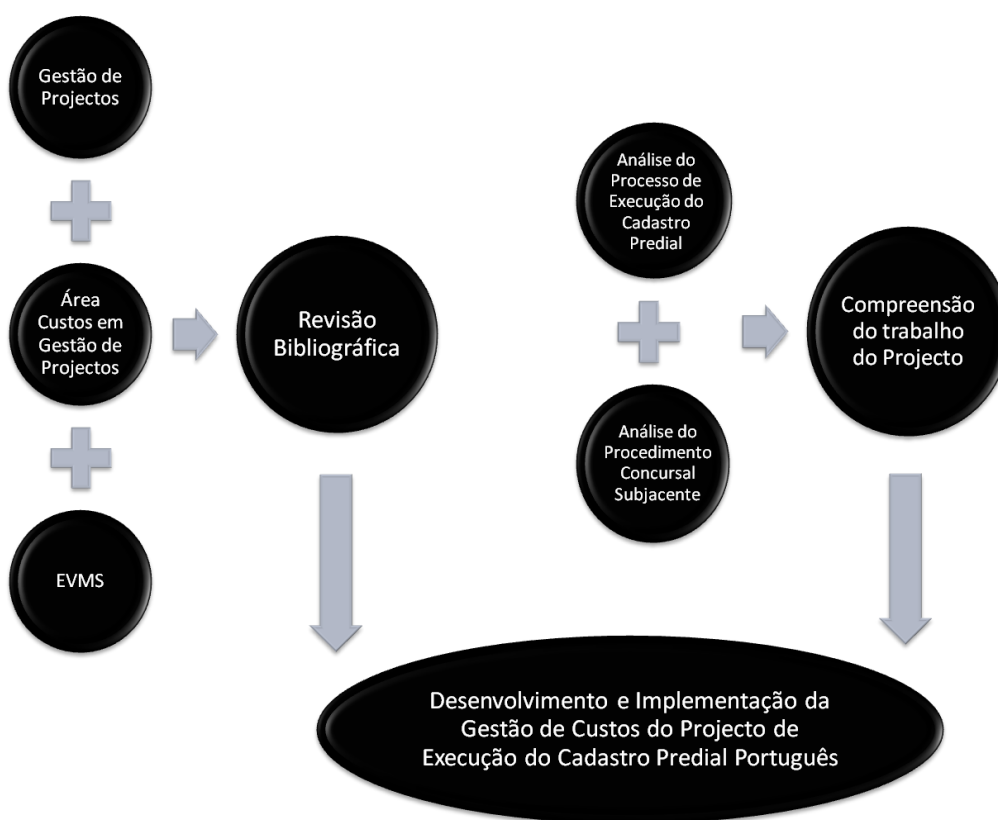 Gestão de
Projectos
Área
Custos em
Gestão de
Projectos
EVMS
Revisão
Bibliográfica
Análise do
Processo de
Execução do
Cadastro
Predial
Análise do
Procedimento
Concursal
Subjacente
Compreensão
do trabalho
do Projecto
Desenvolvimento e Implementação da
Gestão de Custos do Projecto de
Execução do Cadastro Predial Português